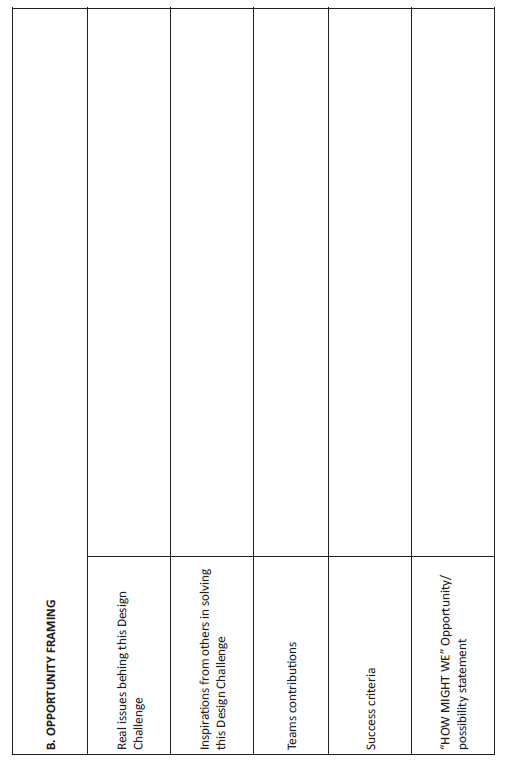 B. OPPORTUNITY FRAMING
Real issues behing this Design
Challenge
Inspirations from others in solving
this Design Challenge
Teams contributions
Success criteria
“HOW MIGHT WE” Opportunity/
possibility statement